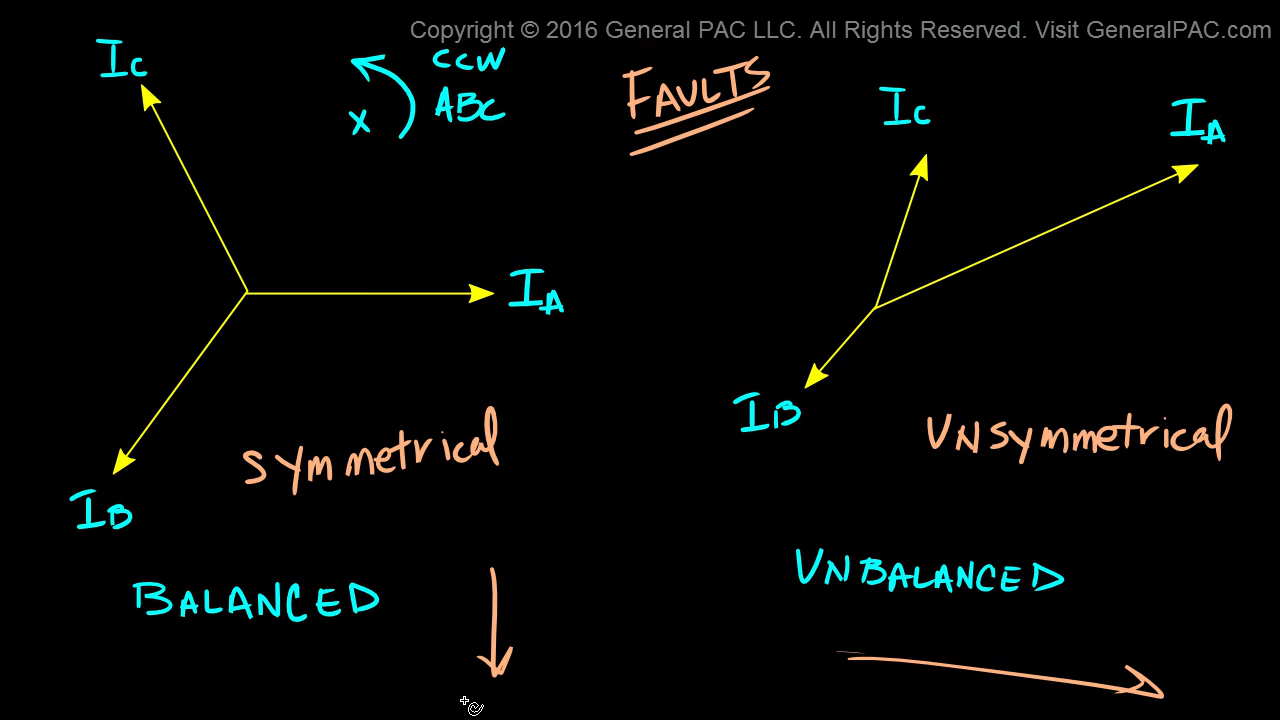 Copyright © 2016 General PAC LLC. All Rights Reserved. Visit GeneralPAC.com
IC
CCW
X ABC
FAULTS
IC
IA
IA
IB
IB
SYmmetrical
UNSymmetrical
BALANCED
UNBALANCED